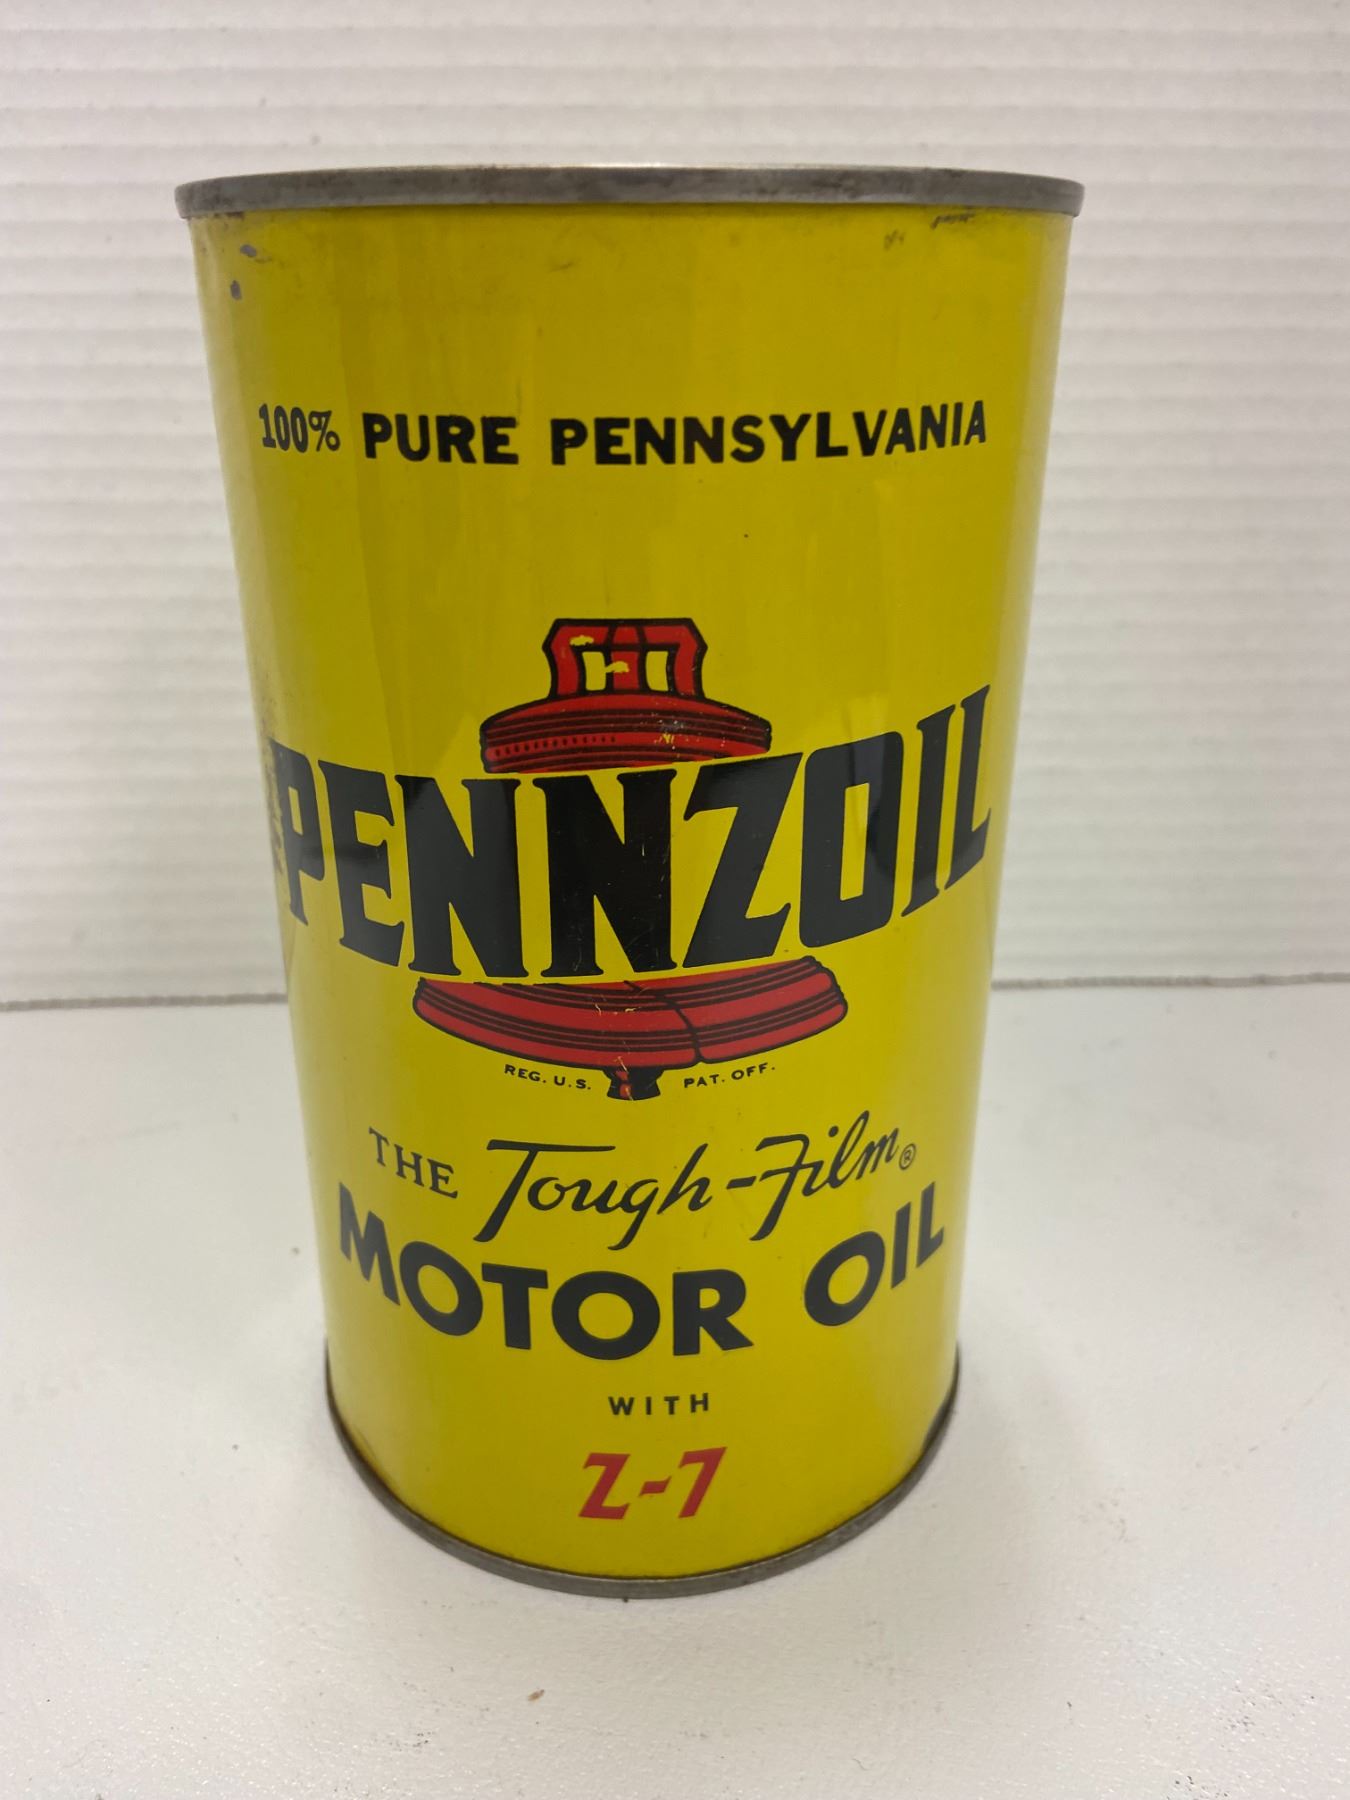 100% PURE PENNSYLVANIA
PENNZOIL
REG. U.S. PAT. OFF.
THE Tough-Film®
MOTOR OIL
WITH
Z-7